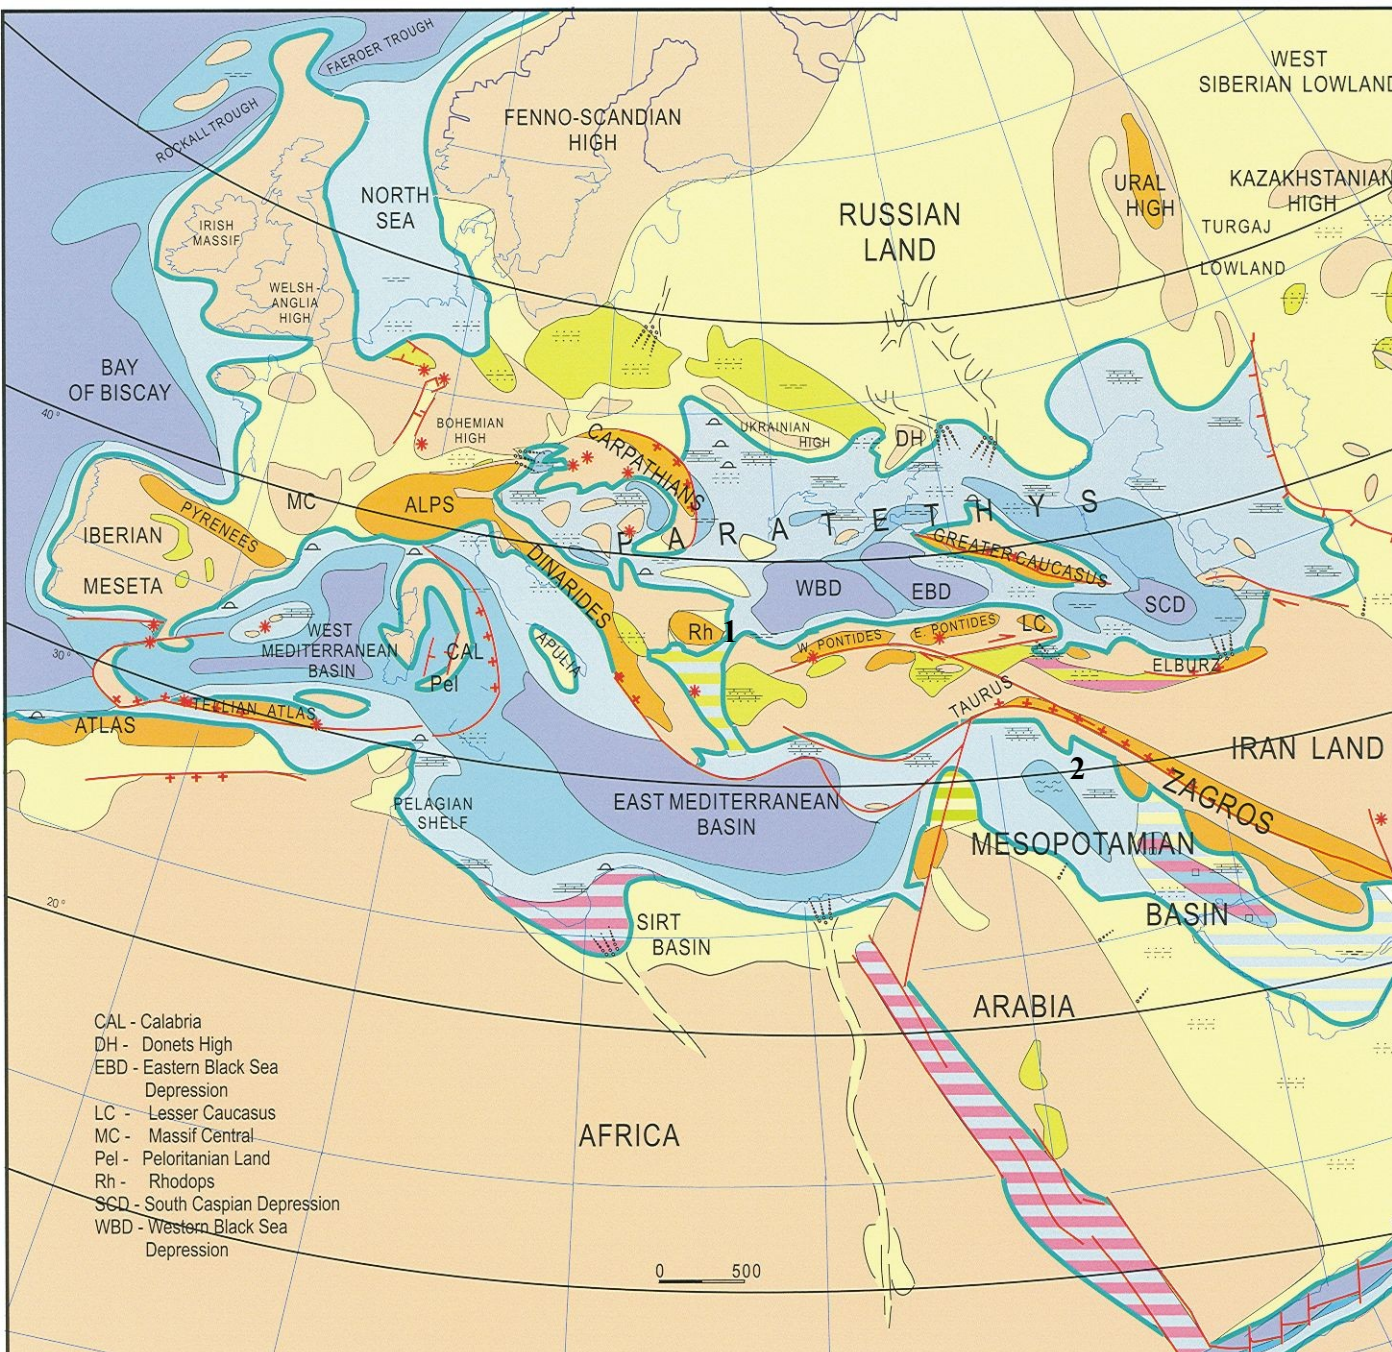 FAEROER TROUGH
ROCKALL TROUGH
FENNO-SCANDIAN
HIGH
WEST
SIBERIAN LOWLAND
NORTH
SEA
IRISH
MASSIF
WELSH-
ANGLIA
HIGH
RUSSIAN
LAND
URAL
HIGH
KAZAKHSTANIAN
HIGH
TURGAJ
LOWLAND
BAY
OF BISCAY
40°
BOHEMIAN
HIGH
CARPATHIANS
UKRAINIAN
HIGH
DH
MC
ALPS
PARATETHYS
IBERIAN
MESETA
PYRENEES
DINARIDES
GREATER CAUCASUS
WBD
EBD
SCD
30°
WEST
MEDITERRANEAN
BASIN
CAL
Pel
APULIA
Rh
1
W. PONTIDES
E. PONTIDES
LC
ELBURZ
TELLIAN ATLAS
ATLAS
TAURUS
IRAN LAND
2
ZAGROS
PELAGIAN
SHELF
EAST MEDITERRANEAN
BASIN
MESOPOTAMIAN
BASIN
20°
SIRT
BASIN
ARABIA
AFRICA
CAL - Calabria
DH - Donets High
EBD - Eastern Black Sea
Depression
LC - Lesser Caucasus
MC - Massif Central
Pel - Peloritanian Land
Rh - Rhodops
SCD - South Caspian Depression
WBD - Westorn Black Sea
Depression
0 500